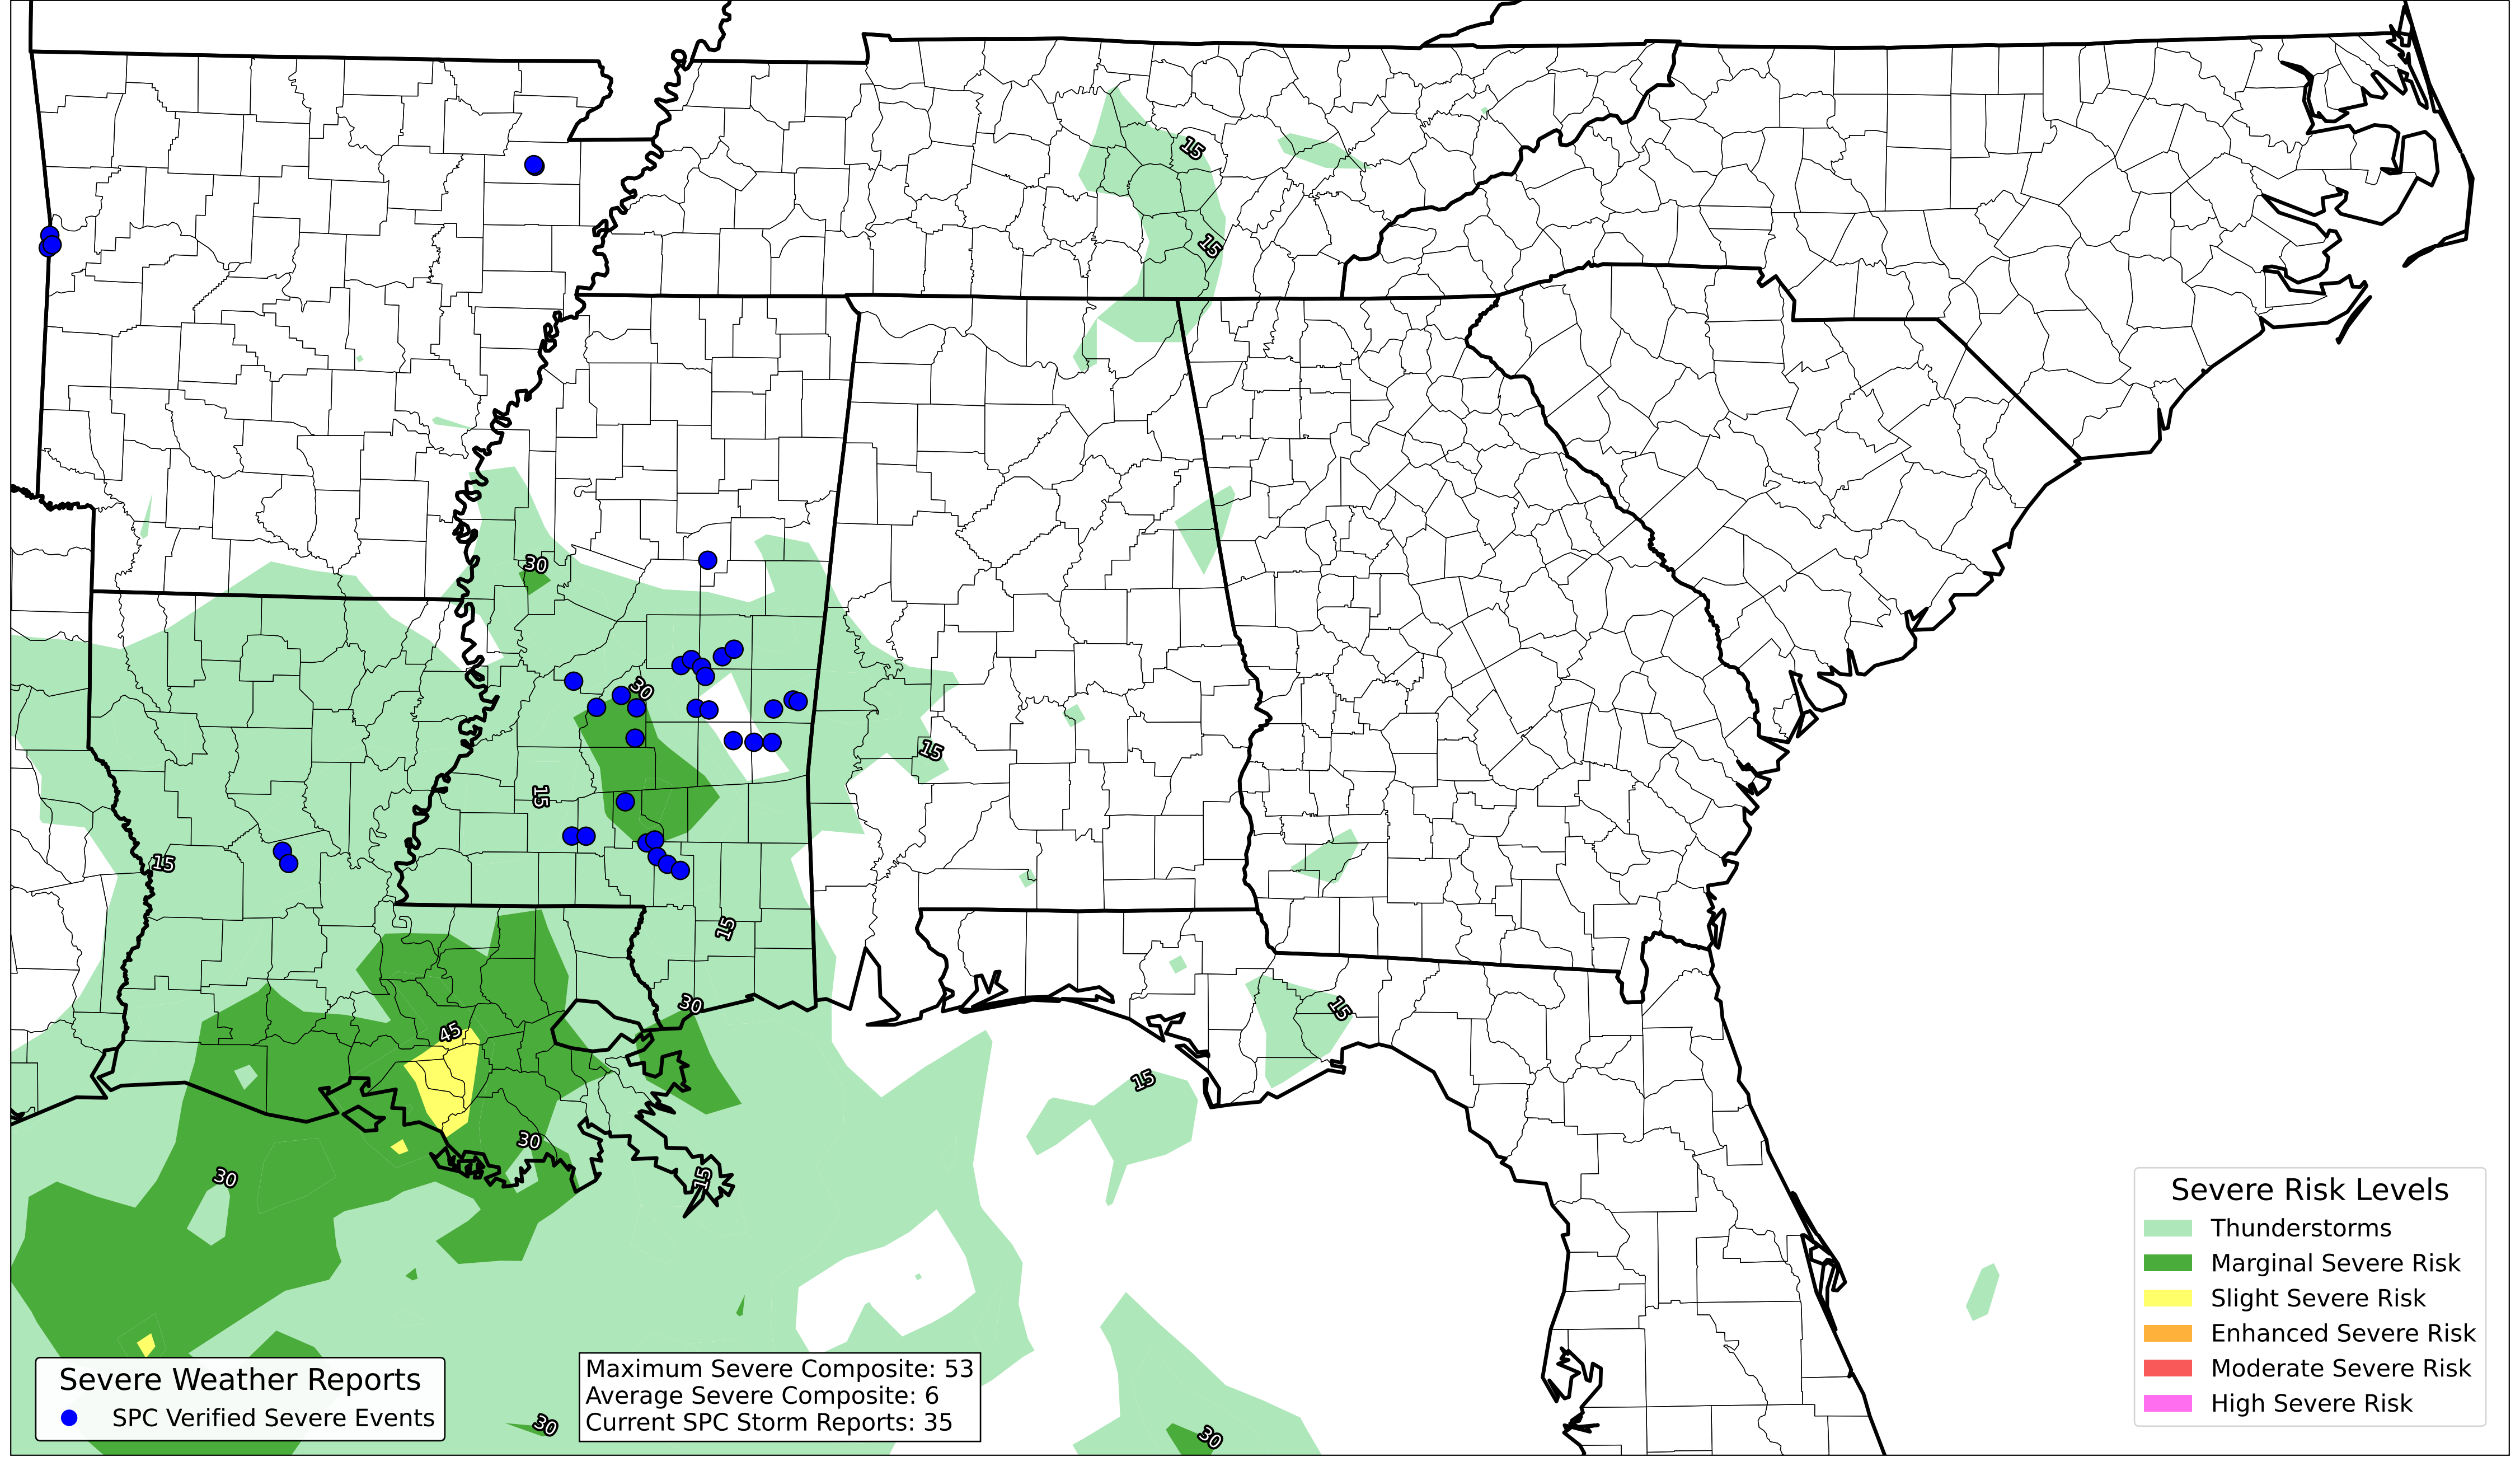 15
15
30
30
15
15
15
15
30
15
45
15
30
30
15
30
30
Severe Risk Levels
Thunderstorms
Marginal Severe Risk
Slight Severe Risk
Enhanced Severe Risk
Moderate Severe Risk
High Severe Risk
Severe Weather Reports
SPC Verified Severe Events
Maximum Severe Composite: 53
Average Severe Composite: 6
Current SPC Storm Reports: 35